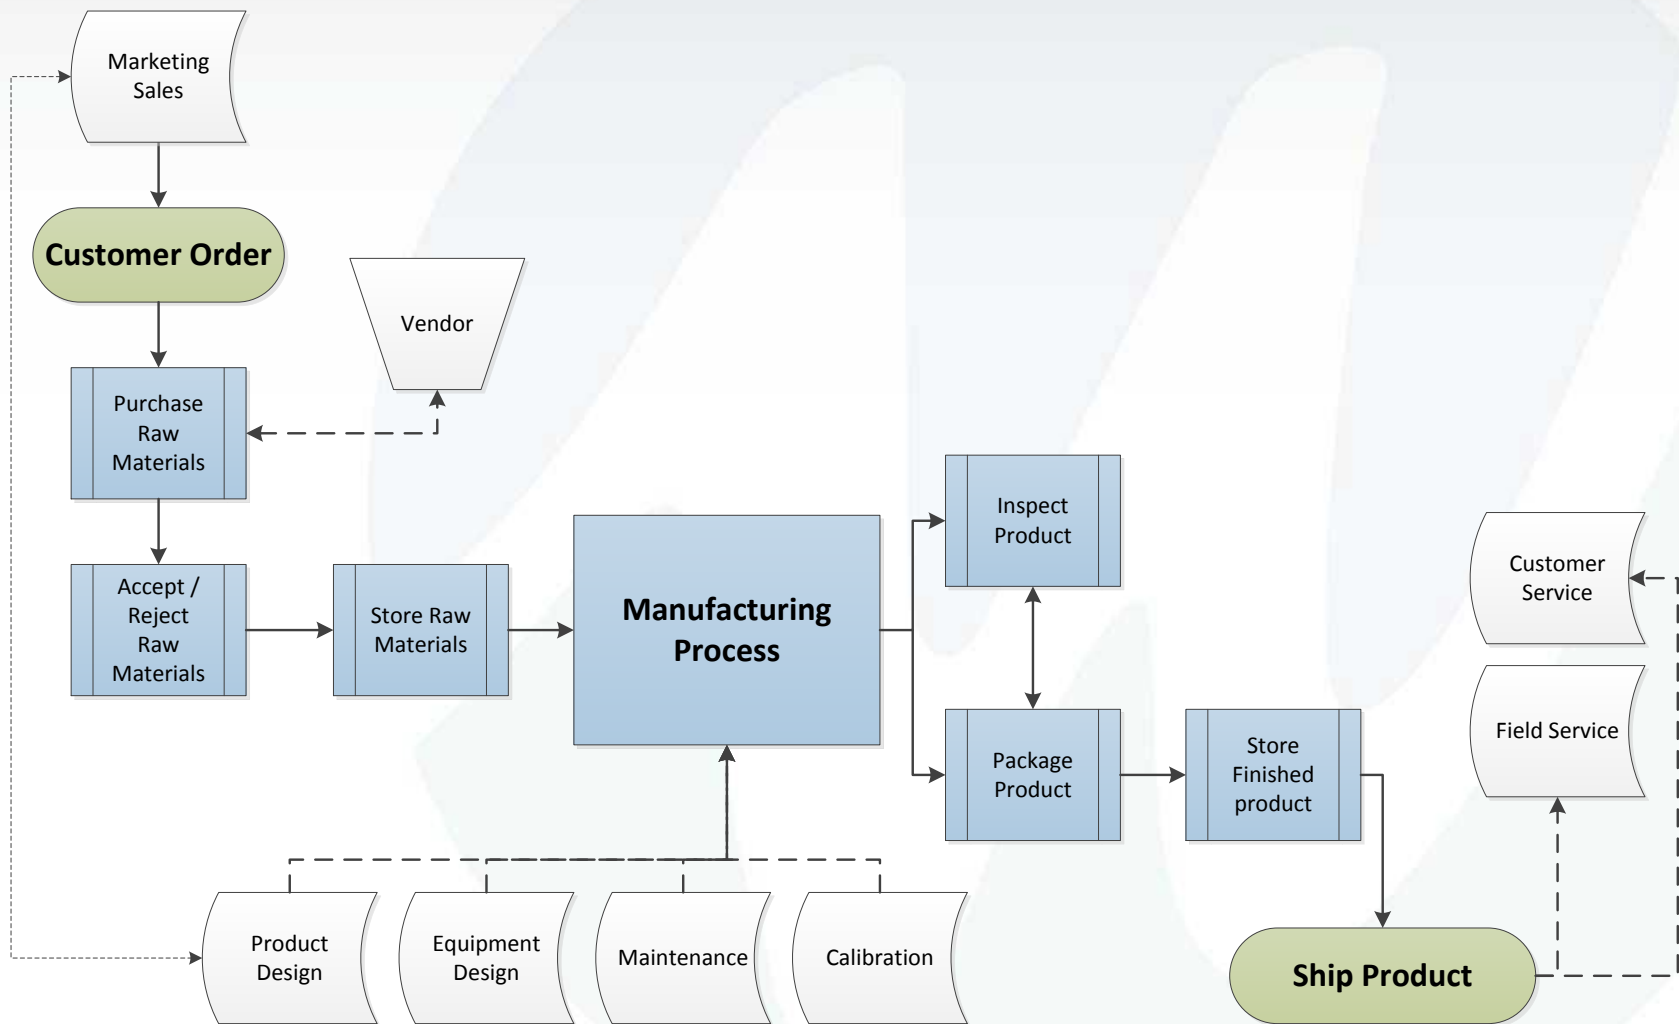 Marketing
Sales
Customer Order
Vendor
Purchase
Raw
Materials
Accept /
Reject
Raw
Materials
Store Raw
Materials
Manufacturing
Process
Inspect
Product
Package
Product
Store
Finished
product
Customer
Service
Field Service
Product
Design
Equipment
Design
Maintenance
Calibration
Ship Product